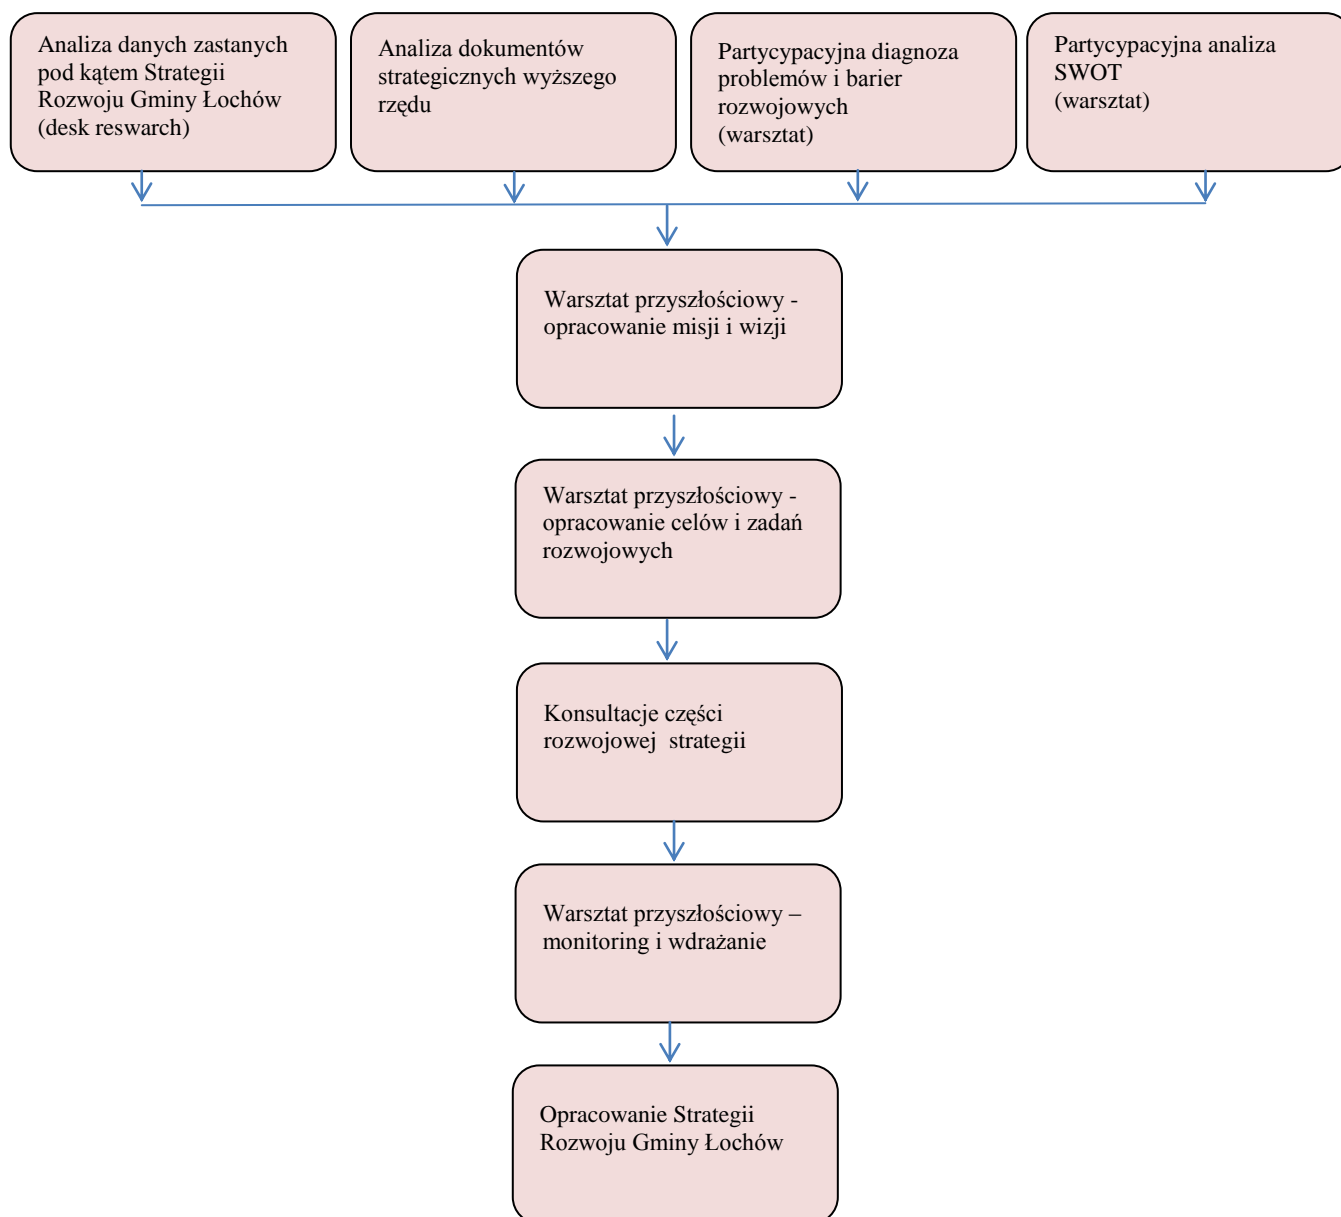 Analiza danych zastanych
pod kątem Strategii
Rozwoju Gminy Łochów
(desk reswarch)
Analiza dokumentów
strategicznych wyższego
rzędu
Partycypacyjna diagnoza
problemów i barier
rozwojowych
(warsztat)
Partycypacyjna analiza
SWOT
(warsztat)
Warsztat przyszłościowy -
opracowanie misji i wizji
Warsztat przyszłościowy -
opracowanie celów i zadań
rozwojowych
Konsultacje części
rozwojowej  strategii
Warsztat przyszłościowy –
monitoring i wdrażanie
Opracowanie Strategii
Rozwoju Gminy Łochów